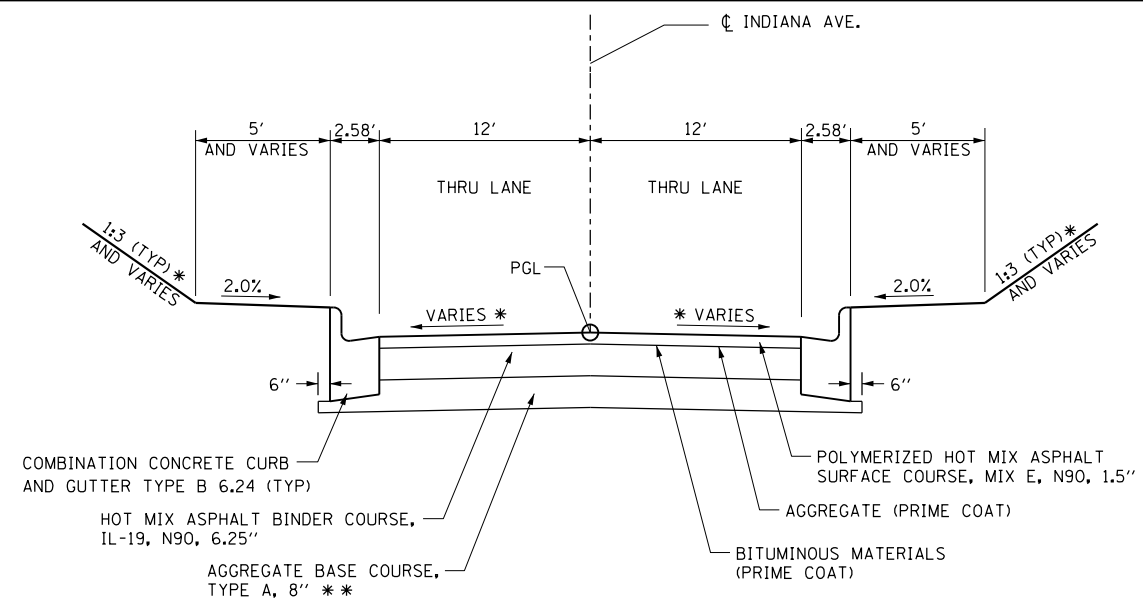 ℄ INDIANA AVE.
5' 2.58' 12' 12' 2.58' 5'
AND VARIES AND VARIES
THRU LANE THRU LANE
1:3 (TYP) * 1:3 (TYP) *
AND VARIES AND VARIES
PGL
2.0% 2.0%
VARIES * * VARIES
6'' 6''
COMBINATION CONCRETE CURB
AND GUTTER TYPE B 6.24 (TYP)
POLYMERIZED HOT MIX ASPHALT
SURFACE COURSE, MIX E, N90, 1.5''
HOT MIX ASPHALT BINDER COURSE,
IL-19, N90, 6.25''
AGGREGATE (PRIME COAT)
BITUMINOUS MATERIALS
(PRIME COAT)
AGGREGATE BASE COURSE,
TYPE A, 8'' * *